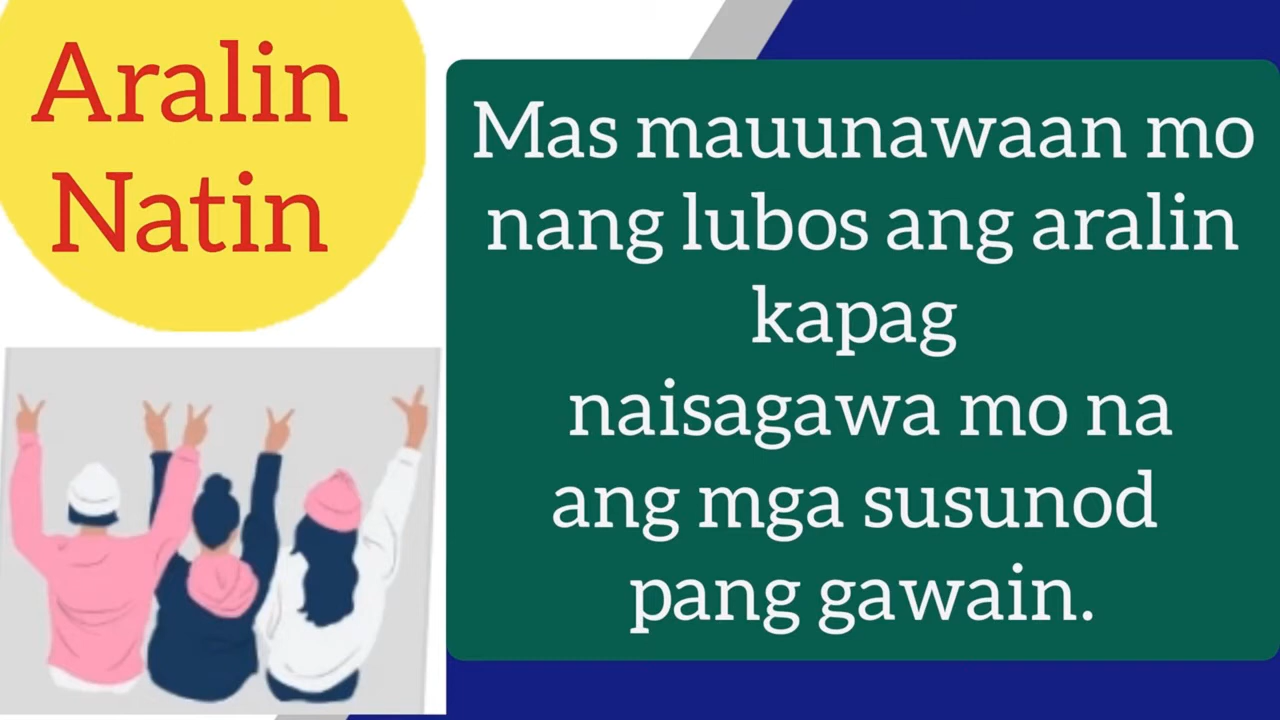 Aralin
Natin
Mas mauunawaan mo
nang lubos ang aralin
kapag
naisagawa mo na
ang mga susunod
pang gawain.